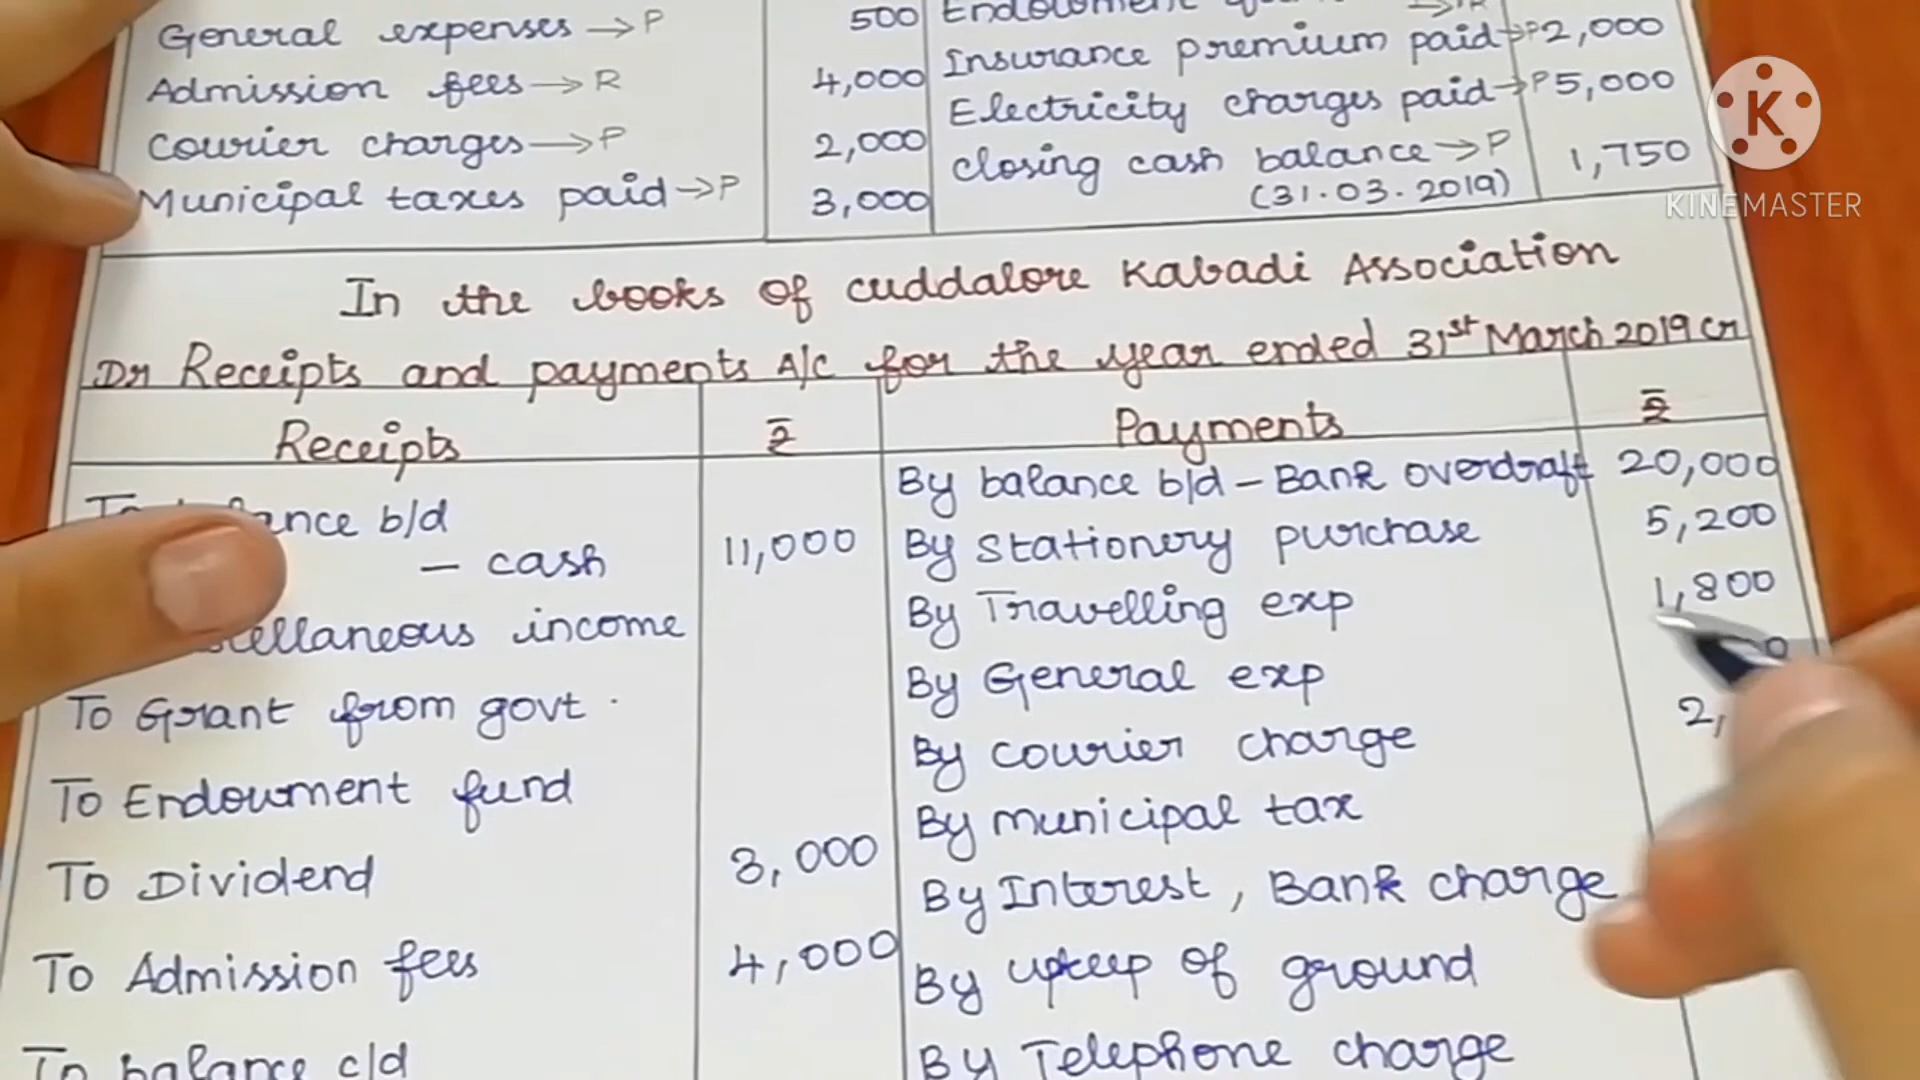 General expenses → P 500
Admission fees → R 4,000
Courier charges → P 2,000
Municipal taxes paid → P 3,000
Insurance premium paid → P 2,000
Electricity charges paid → P 5,000
Closing cash balance → P 1,750
(31.03.2019)
K
KINEMASTER
In the books of cuddalore Kabadi Association
Dr Receipts and payments A/c for the year ended 31st March 2019 Cr
Receipts ₹ Payments ₹
b/d
- cash 11,000
income
To Grant from govt.
To Endowment fund
To Dividend 3,000
To Admission fees 4,000
To balance c/d
By balance b/d - Bank overdraft 20,000
By Stationery purchase 5,200
By Travelling exp 1,800
By General exp
By courier charge 2,
By municipal tax
By Interest, Bank charge
By upkeep of ground
By Telephone charge